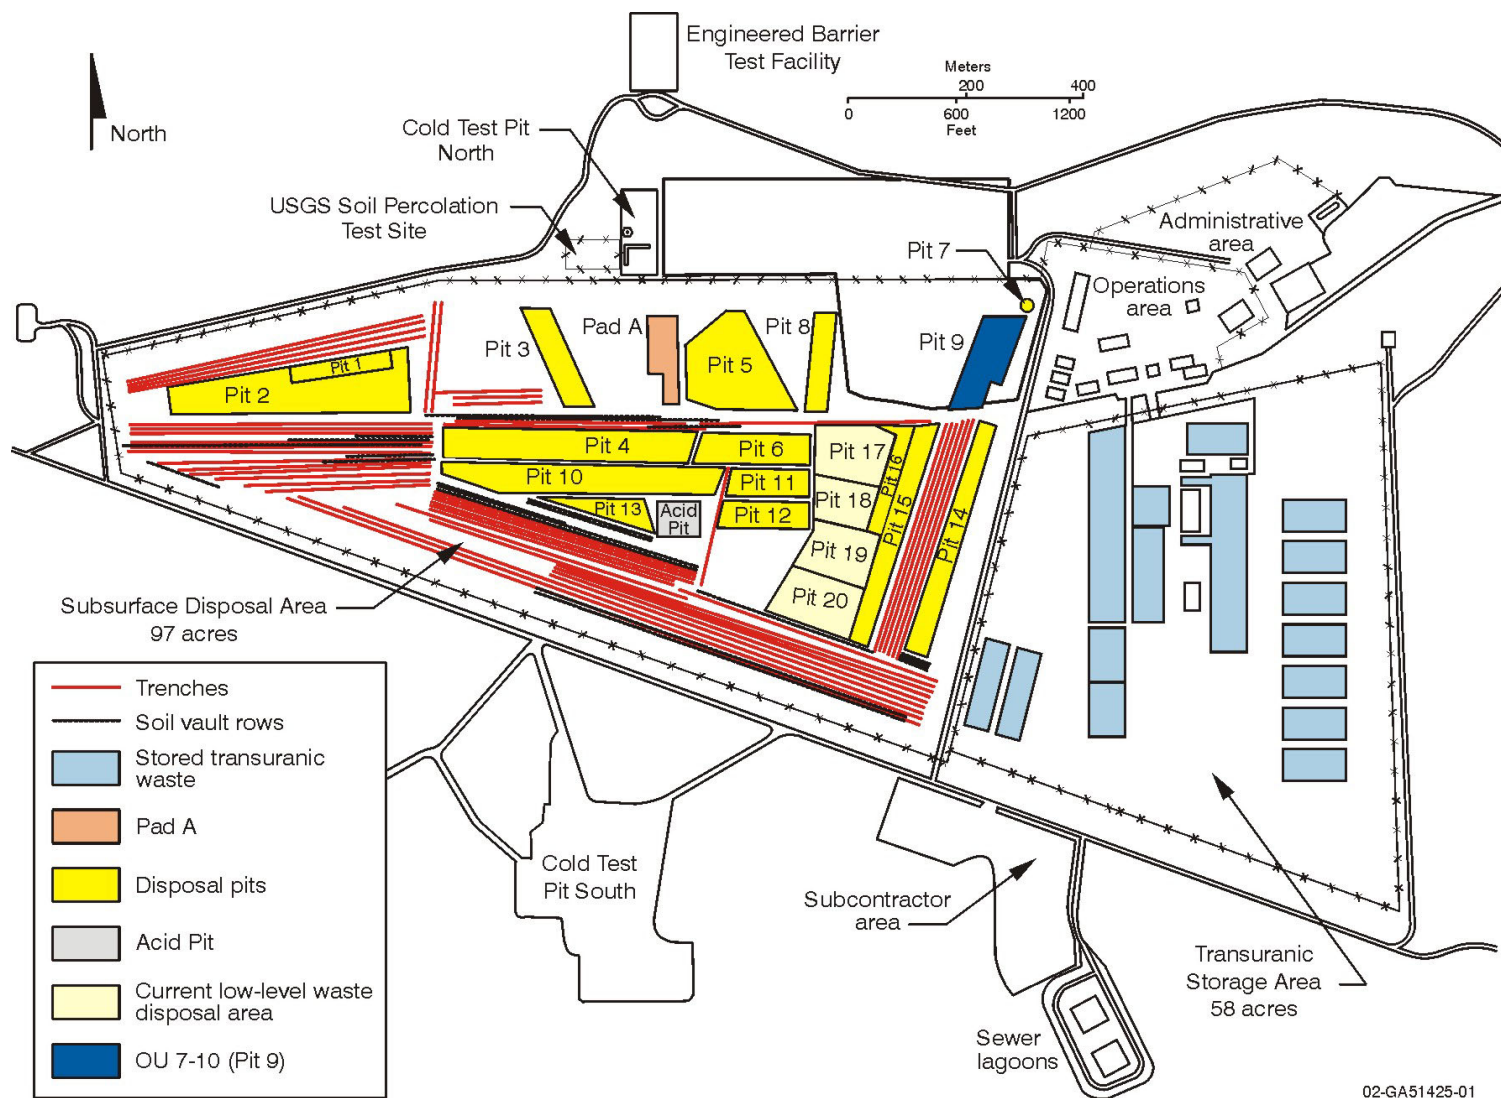 Engineered Barrier
Test Facility
Meters
200
400
0
600
1200
Feet
North
Cold Test Pit
North
USGS Soil Percolation
Test Site
Administrative
area
Pit 7
Operations
area
Pad A
Pit 8
Pit 3
Pit 5
Pit 9
Pit 1
Pit 2
Pit 4
Pit 6
Pit 17
Pit 16
Pit 10
Pit 11
Pit 18
Pit 15
Pit 14
Pit 13
Acid
Pit
Pit 12
Pit 19
Pit 20
Subsurface Disposal Area
97 acres
Trenches
Soil vault rows
Stored transuranic
waste
Pad A
Disposal pits
Acid Pit
Current low-level waste
disposal area
OU 7-10 (Pit 9)
Cold Test
Pit South
Subcontractor
area
Transuranic
Storage Area
58 acres
Sewer
lagoons
02-GA51425-01